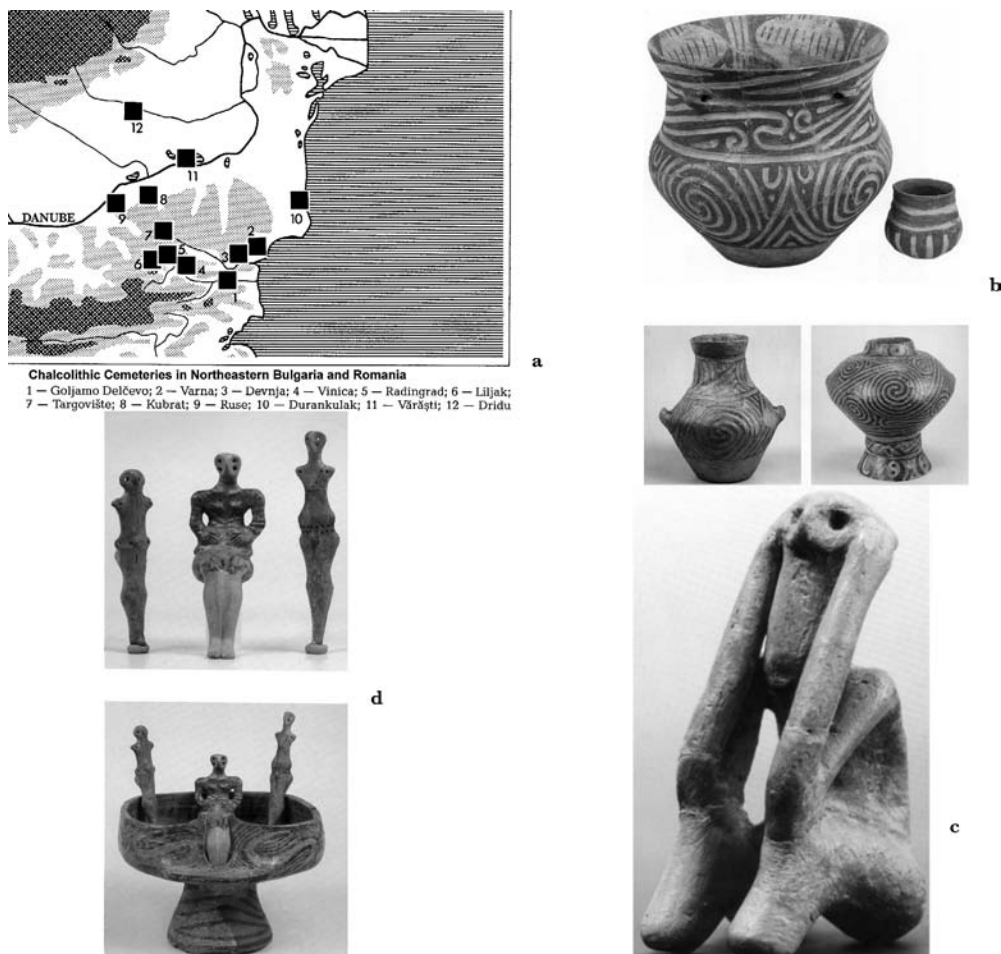 12
11
DANUBE
9
8
10
7
2
5
3
6
4
1
a
b
Chalcolithic Cemeteries in Northeastern Bulgaria and Romania
1 — Goljamo Delčevo; 2 — Varna; 3 — Devnja; 4 — Vinica; 5 — Radingrad; 6 — Liljak;
7 — Targovište; 8 — Kubrat; 9 — Ruse; 10 — Durankulak; 11 — Vărăşti; 12 — Dridu
d
c